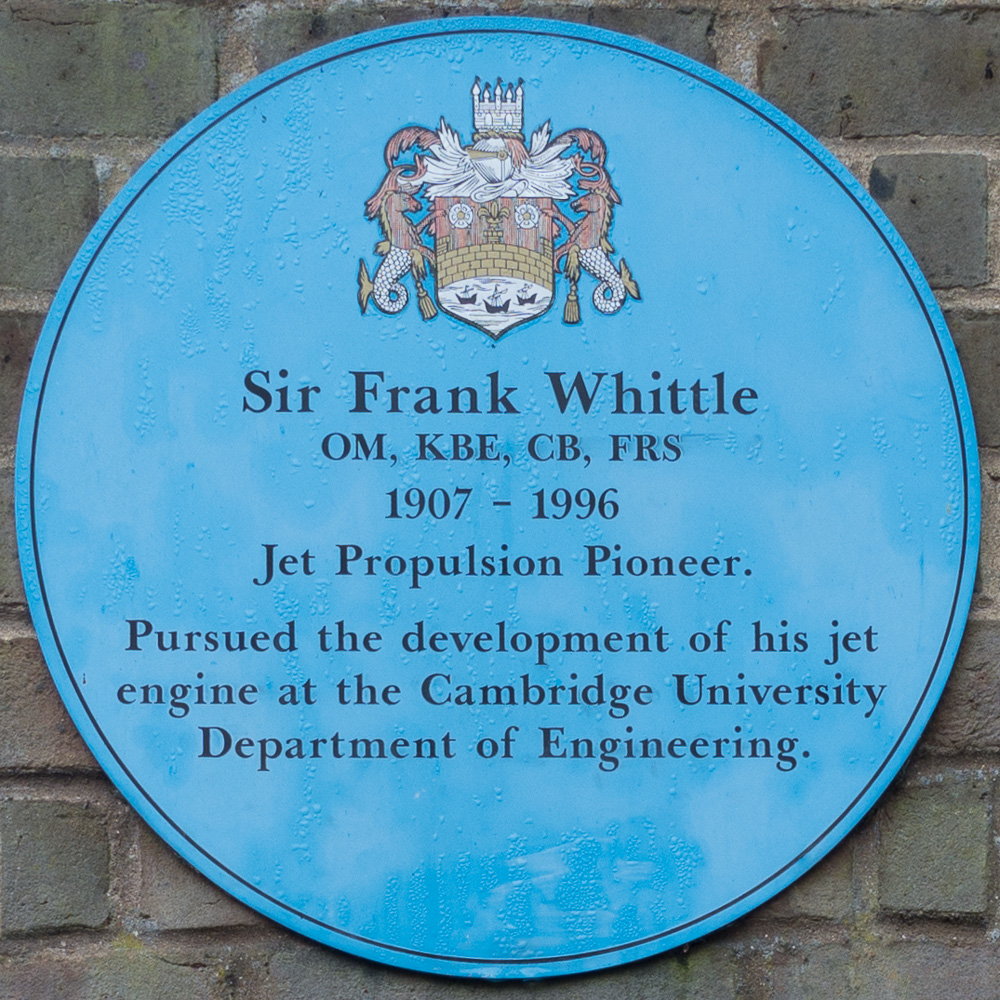 Sir Frank Whittle
OM, KBE, CB, FRS
1907 – 1996
Jet Propulsion Pioneer.
Pursued the development of his jet
engine at the Cambridge University
Department of Engineering.